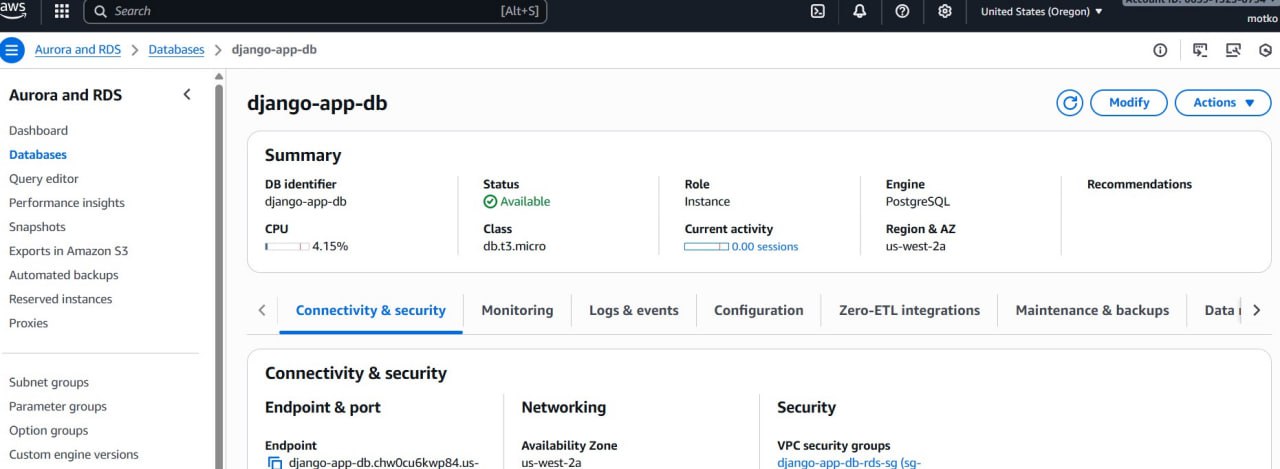 aws
Search [Alt+S] United States (Oregon)
motko
Aurora and RDS Databases django-app-db
Aurora and RDS
Dashboard
Databases
Query editor
Performance insights
Snapshots
Exports in Amazon S3
Automated backups
Reserved instances
Proxies
Subnet groups
Parameter groups
Option groups
Custom engine versions
django-app-db Modify Actions
Summary
DB identifier Status Role Engine Recommendations
django-app-db Available Instance PostgreSQL
CPU Class Current activity Region & AZ
4.15% db.t3.micro 0.00 sessions us-west-2a
Connectivity & security Monitoring Logs & events Configuration Zero-ETL integrations Maintenance & backups Data
Connectivity & security
Endpoint & port Networking Security
Endpoint Availability Zone VPC security groups
django-app-db.chw0cu6kwp84.us- us-west-2a django-app-db-rds-sg (sg-